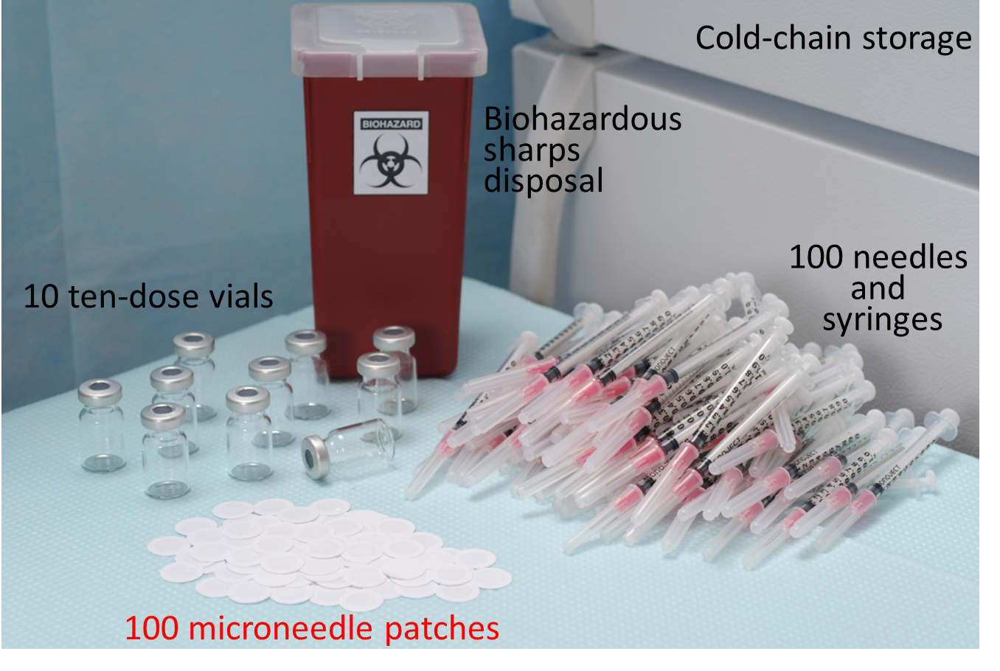 Cold-chain storage
BIOHAZARD
Biohazardous
sharps
disposal
100 needles
and
syringes
10 ten-dose vials
100 microneedle patches